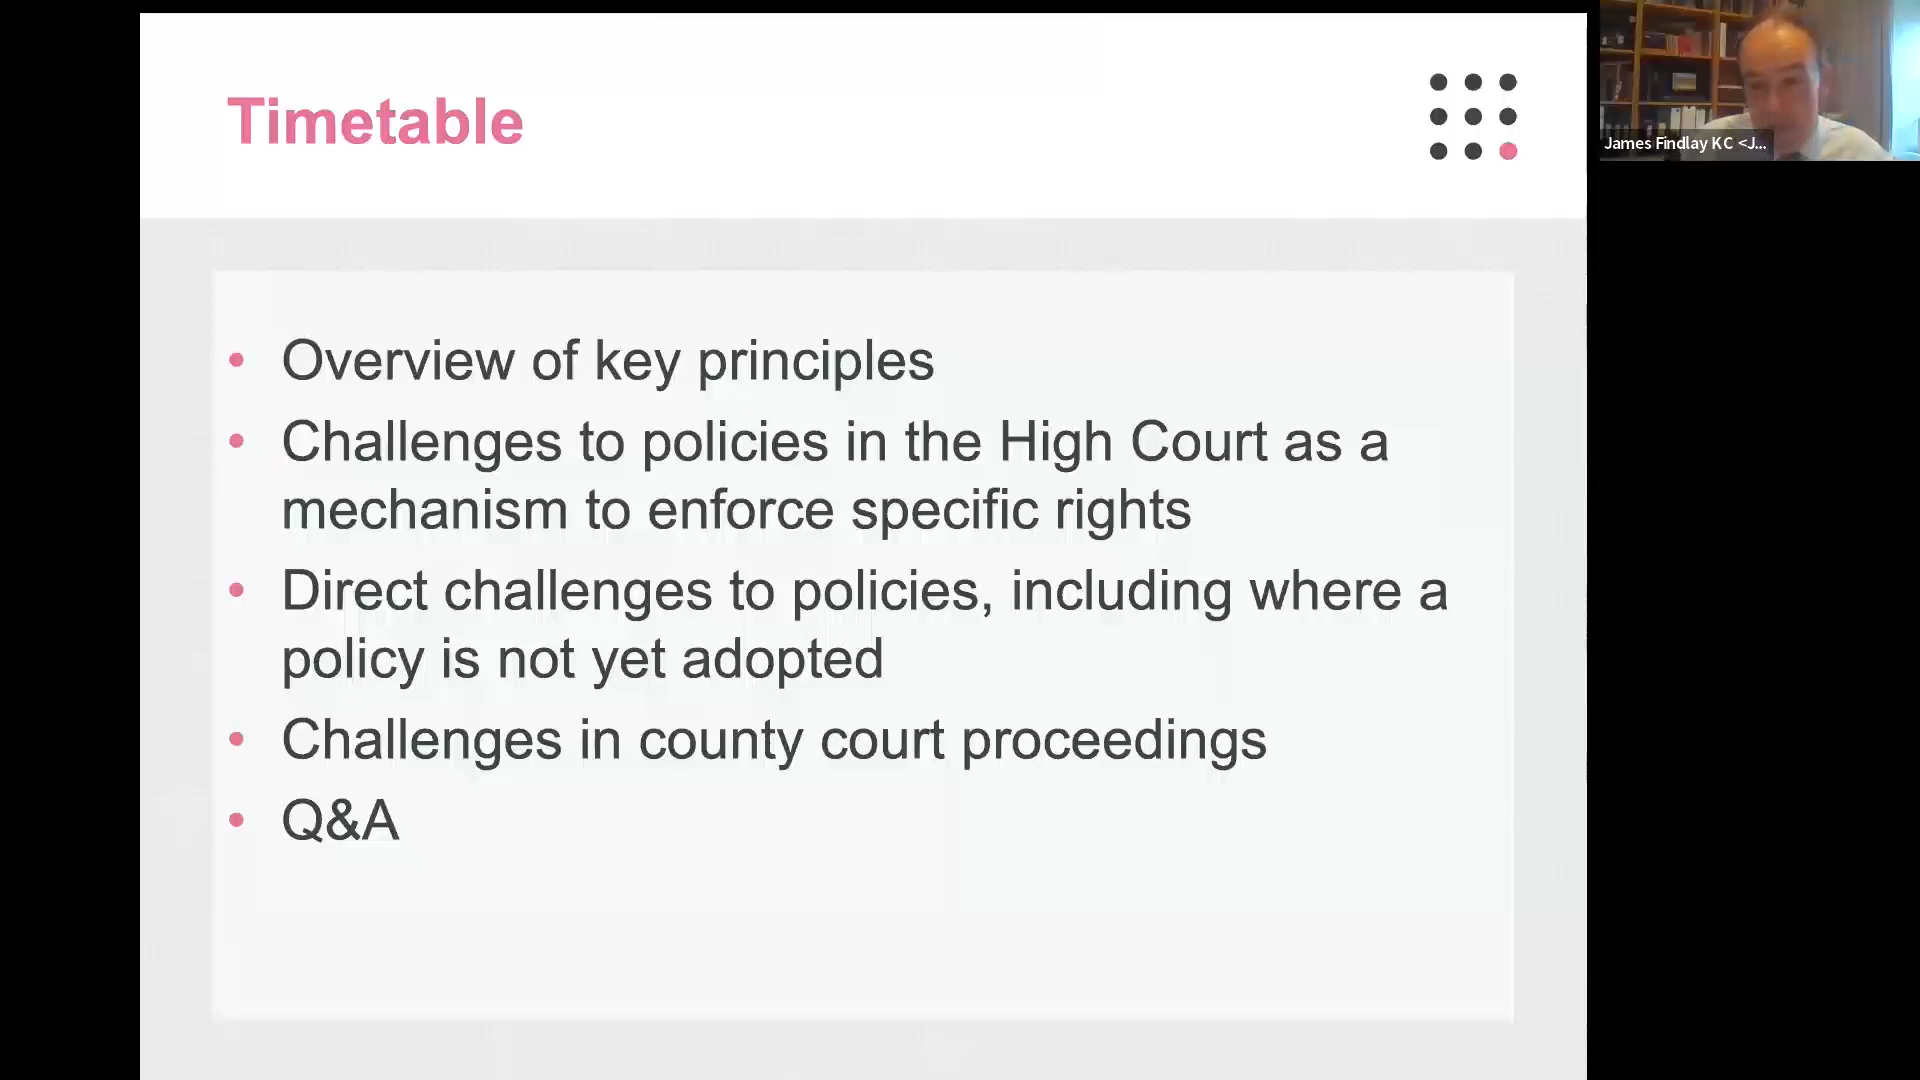 Timetable
James Findlay KC <J...
• Overview of key principles
• Challenges to policies in the High Court as a
mechanism to enforce specific rights
• Direct challenges to policies, including where a
policy is not yet adopted
• Challenges in county court proceedings
• Q&A